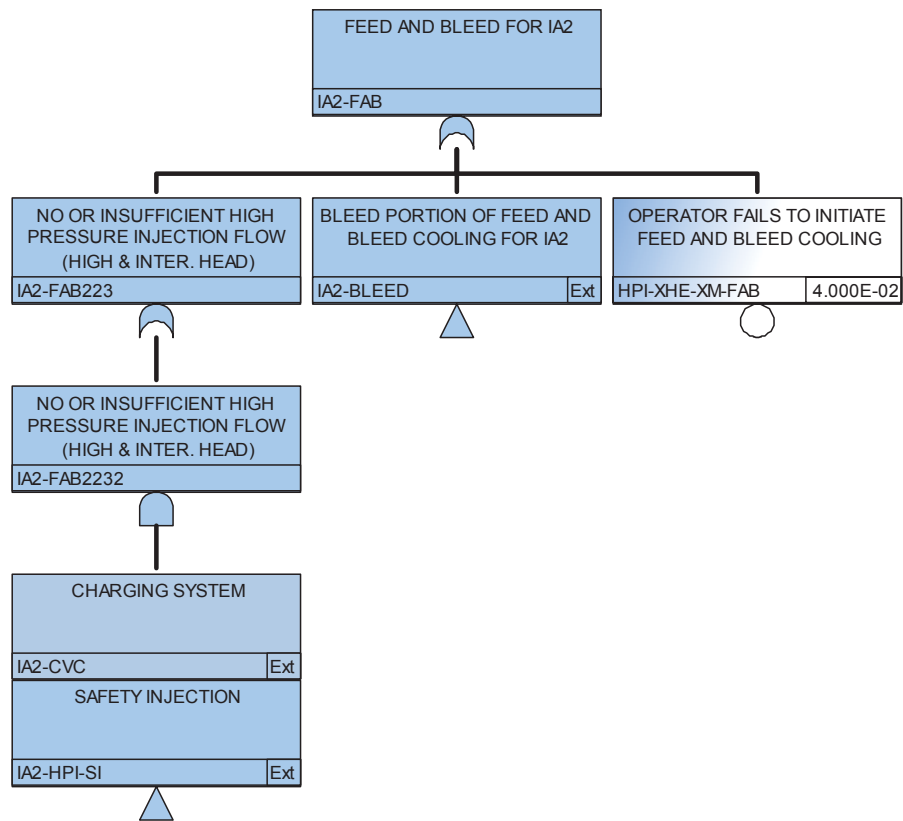 FEED AND BLEED FOR IA2
IA2-FAB
NO OR INSUFFICIENT HIGH
PRESSURE INJECTION FLOW
(HIGH & INTER. HEAD)
IA2-FAB223
BLEED PORTION OF FEED AND
BLEED COOLING FOR IA2
IA2-BLEED Ext
OPERATOR FAILS TO INITIATE
FEED AND BLEED COOLING
HPI-XHE-XM-FAB 4.000E-02
NO OR INSUFFICIENT HIGH
PRESSURE INJECTION FLOW
(HIGH & INTER. HEAD)
IA2-FAB2232
CHARGING SYSTEM
IA2-CVC Ext
SAFETY INJECTION
IA2-HPI-SI Ext